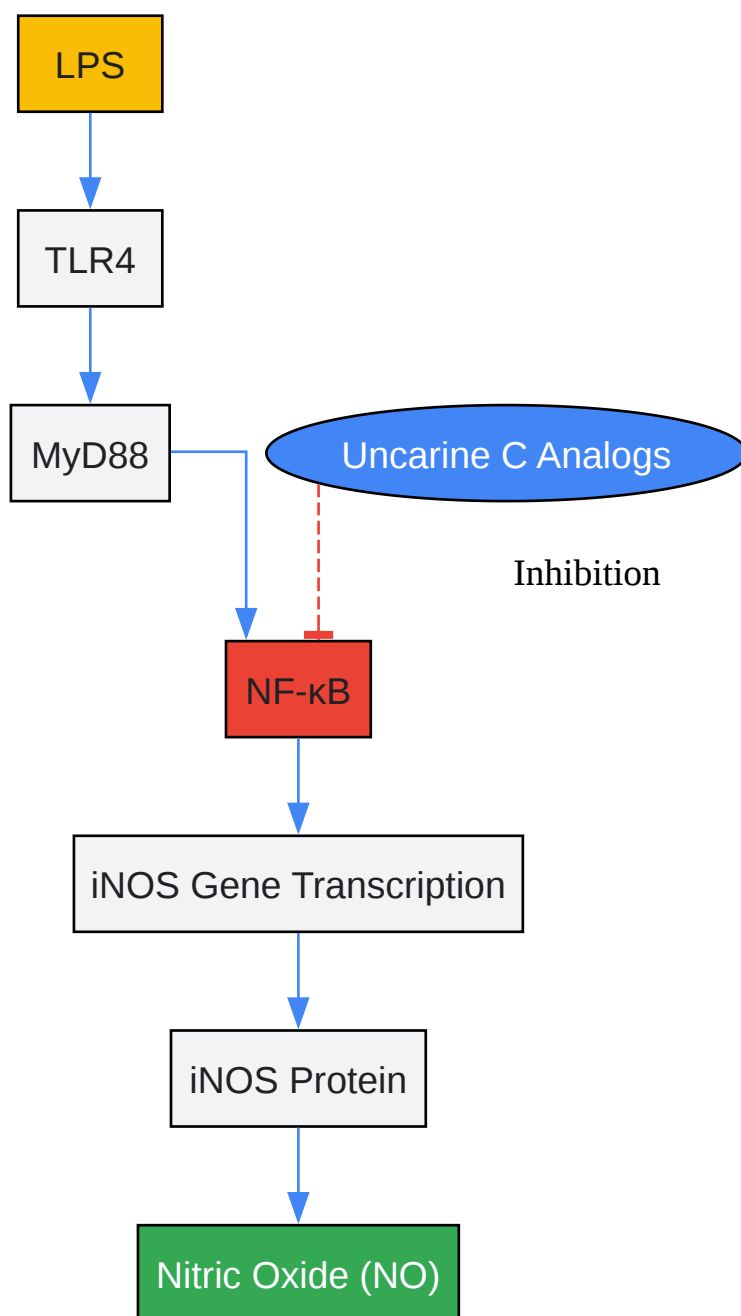 LPS
TLR4
MyD88
Uncarine C Analogs
Inhibition
NF-κB
iNOS Gene Transcription
iNOS Protein
Nitric Oxide (NO)